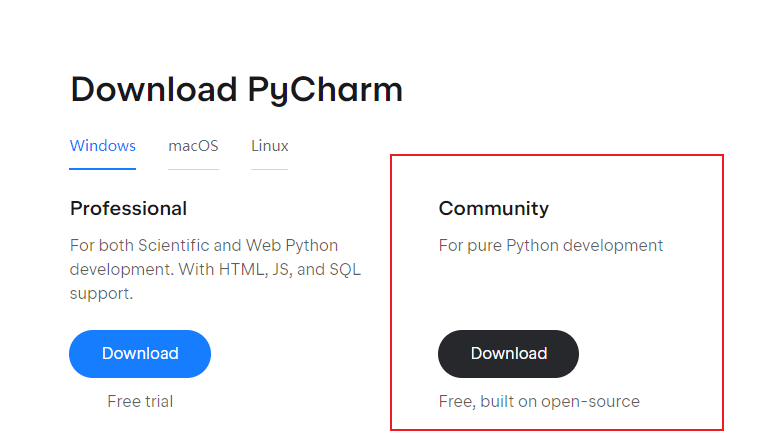 Download PyCharm
Windows macOS Linux
Professional
For both Scientific and Web Python
development. With HTML, JS, and SQL
support.
Download
Free trial
Community
For pure Python development
Download
Free, built on open-source